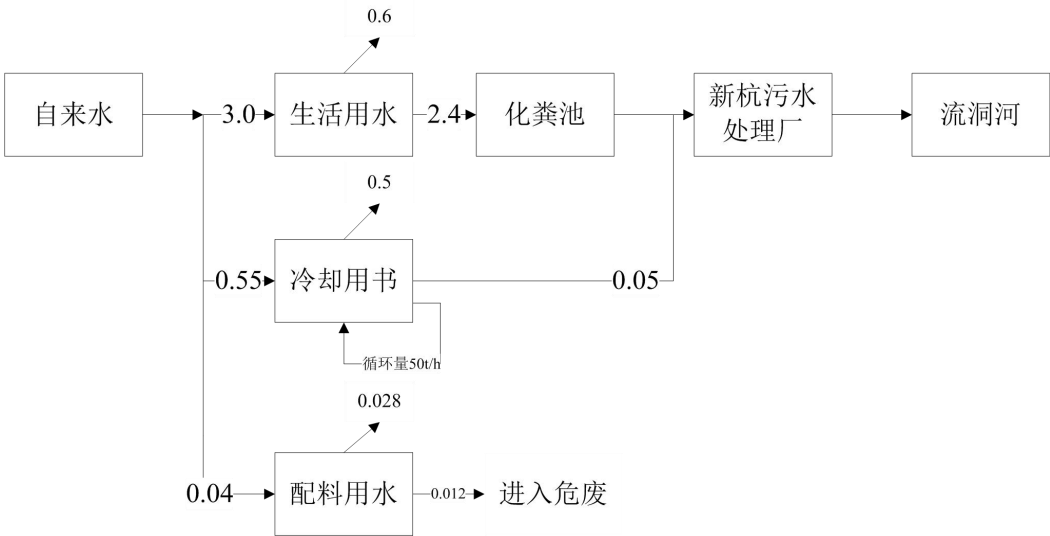 0.6
自来水
3.0
生活用水
2.4
化粪池
新杭污水
处理厂
流洞河
0.5
0.55
冷却用书
0.05
循环量50t/h
0.028
0.04
配料用水
0.012
进入危废